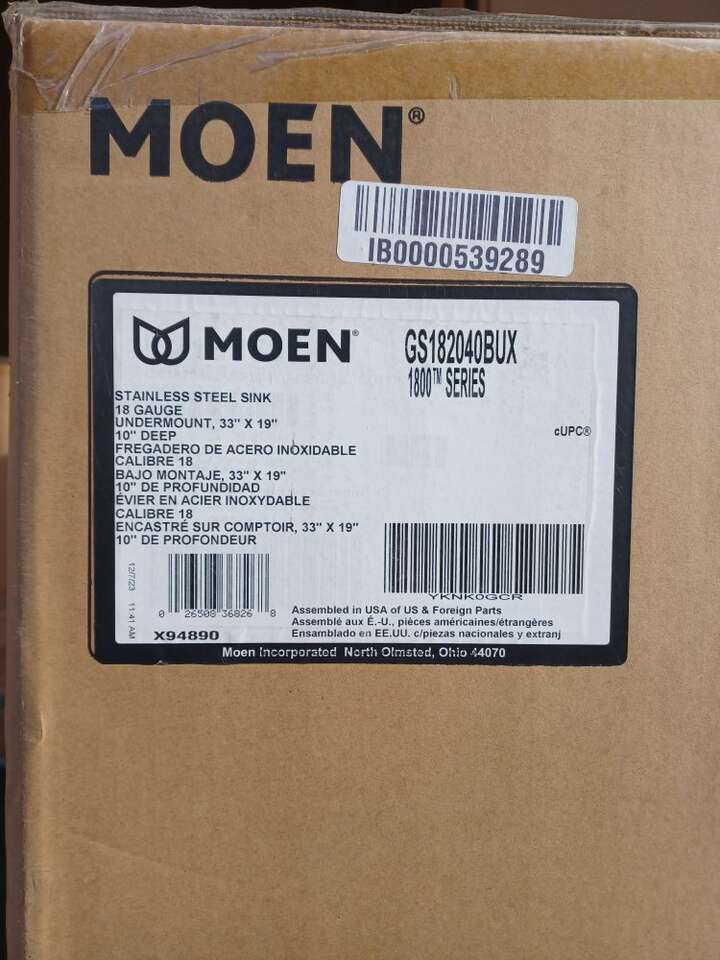 MOEN®
IB0000539289
MOEN®
GS182040BUX
1800™ SERIES
STAINLESS STEEL SINK
18 GAUGE
UNDERMOUNT, 33" X 19"
10" DEEP
FREGADERO DE ACERO INOXIDABLE
CALIBRE 18
BAJO MONTAJE, 33" X 19"
10" DE PROFUNDIDAD
ÉVIER EN ACIER INOXYDABLE
CALIBRE 18
ENCASTRÉ SUR COMPTOIR, 33" X 19"
10" DE PROFONDEUR
cUPC®
12/7/23 11:41 AM
0 26508 36826 8
X94890
YKNK0GCR
Assembled in USA of US & Foreign Parts
Assemblé aux É.-U., pièces américaines/étrangères
Ensamblado en EE.UU. c/piezas nacionales y extranj
Moen Incorporated North Olmsted, Ohio 44070